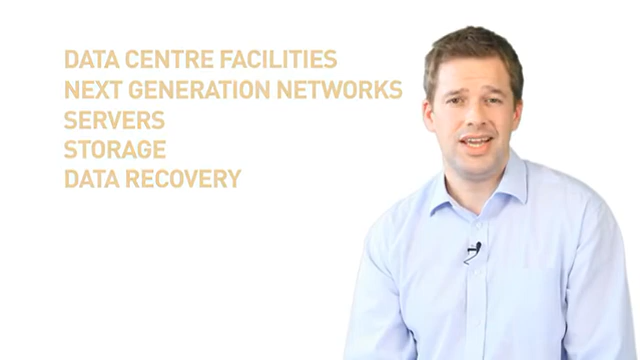 DATA CENTRE FACILITIES
NEXT GENERATION NETWORKS
SERVERS
STORAGE
DATA RECOVERY